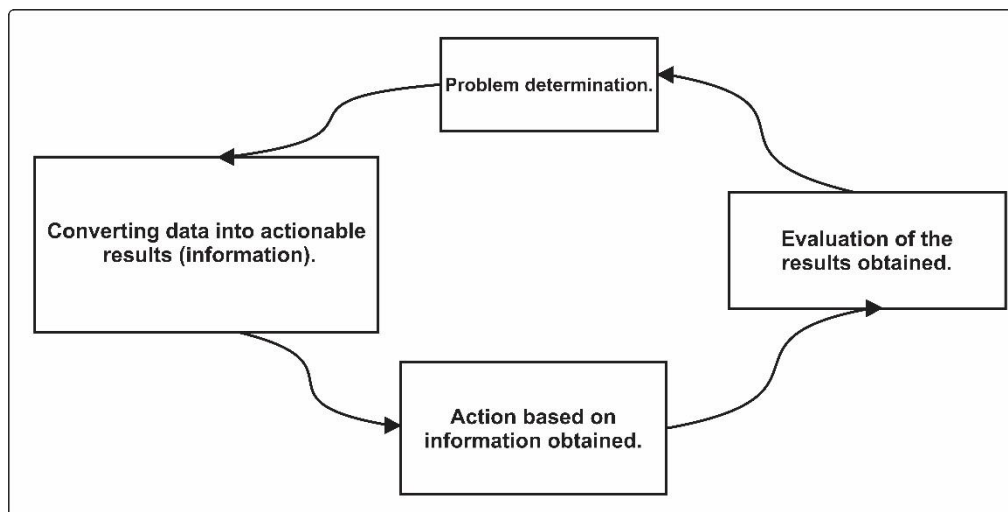 Problem determination.
Converting data into actionable
results (information).
Evaluation of the
results obtained.
Action based on
information obtained.